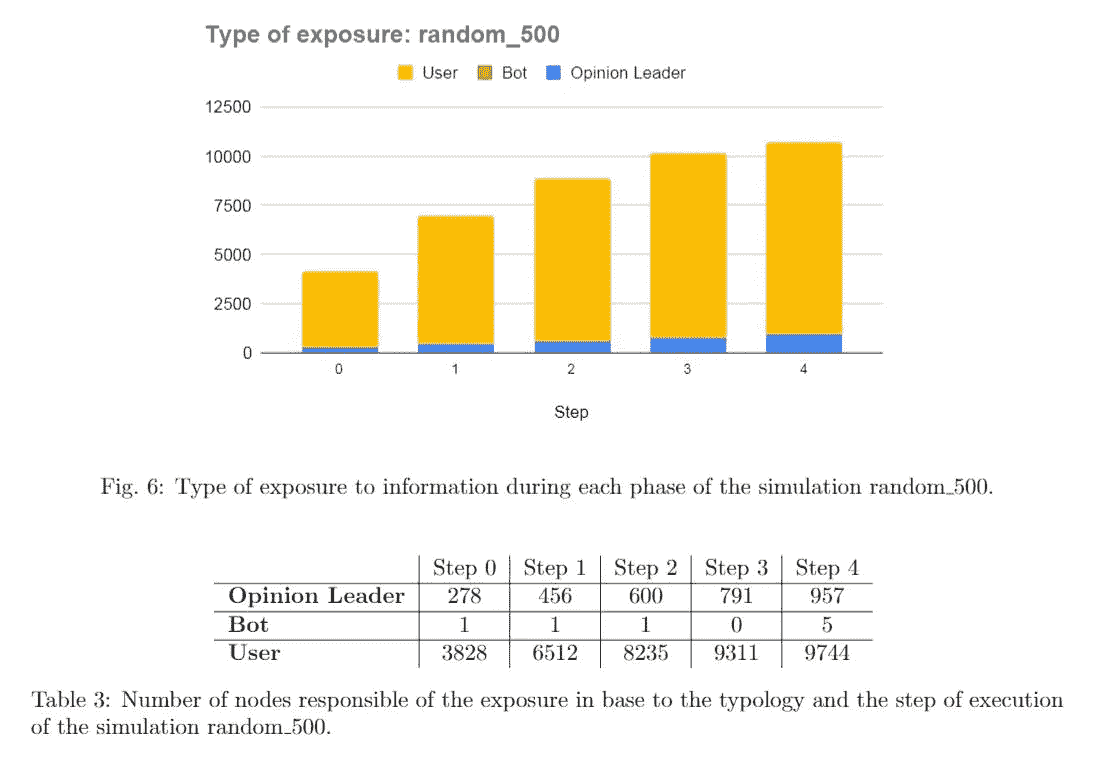 Type of exposure: random_500
User Bot Opinion Leader
12500
10000
7500
5000
2500
0
0 1 2 3 4
Step
Fig. 6: Type of exposure to information during each phase of the simulation random_500.
Step 0 Step 1 Step 2 Step 3 Step 4
Opinion Leader 278 456 600 791 957
Bot 1 1 1 0 5
User 3828 6512 8235 9311 9744
Table 3: Number of nodes responsible of the exposure in base to the typology and the step of execution
of the simulation random_500.